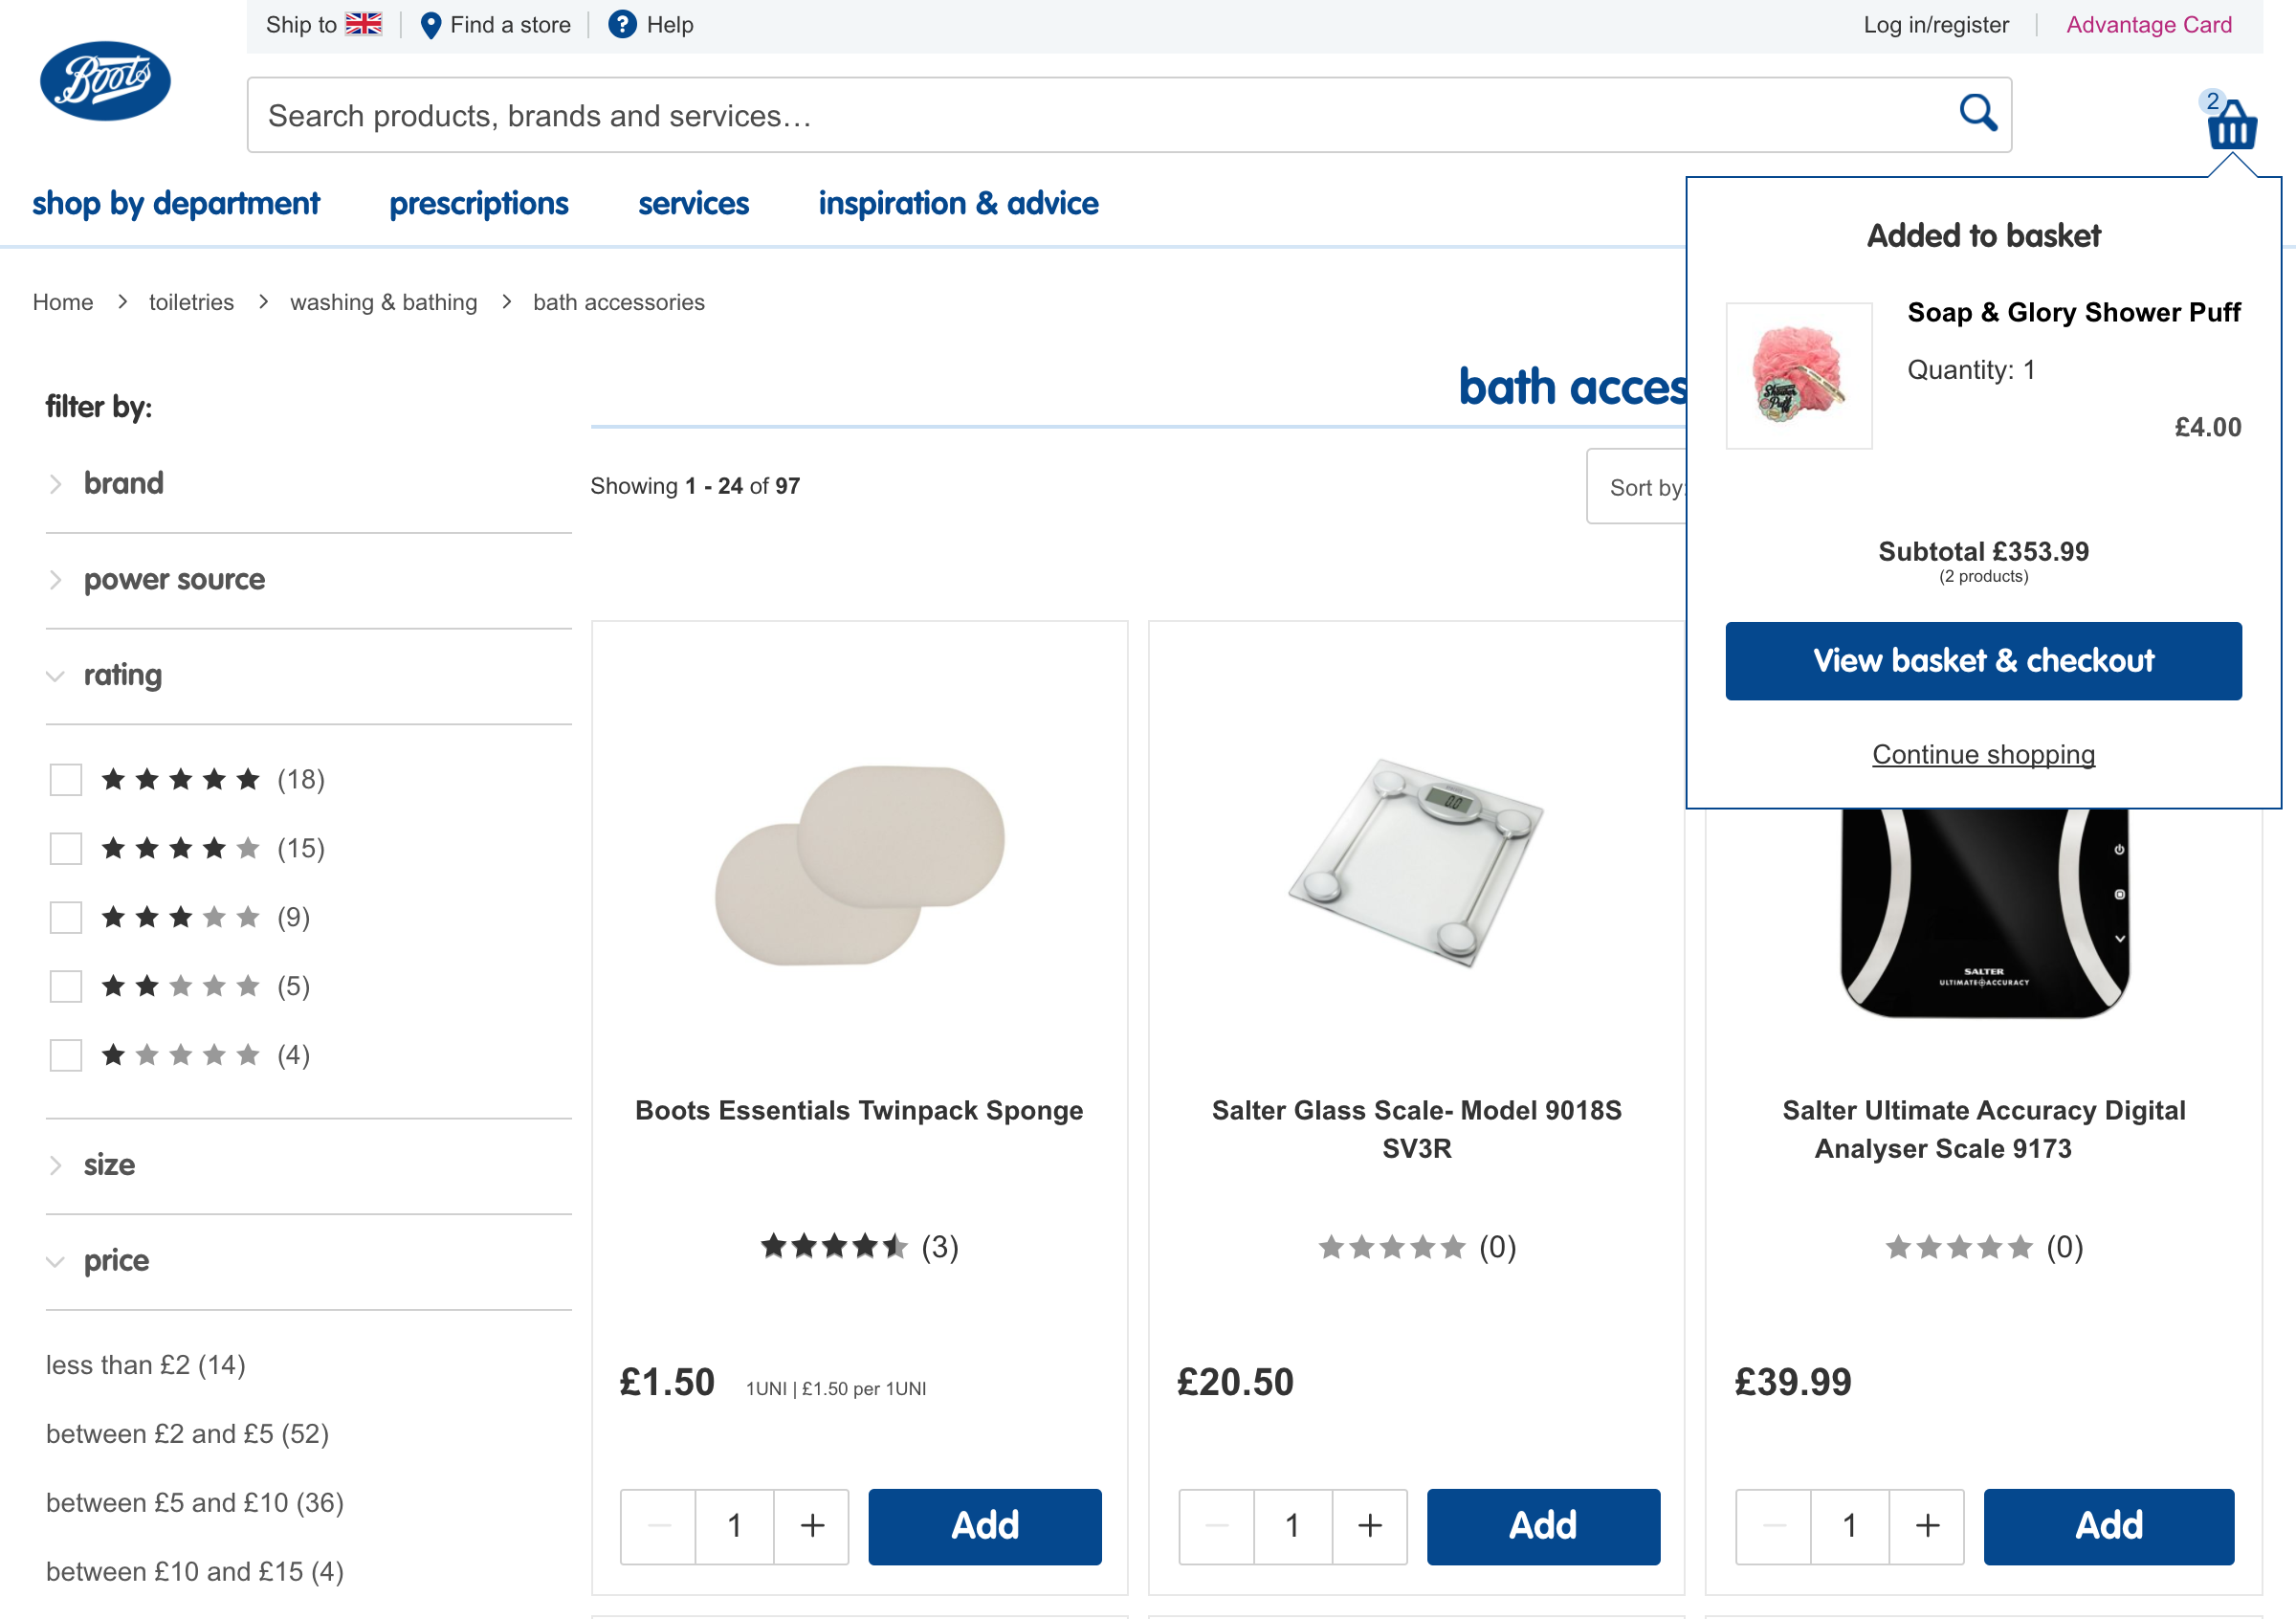 Ship to
Find a store
? Help
Log in/register
Advantage Card
Boots
Search products, brands and services…
2
shop by department
prescriptions
services
inspiration & advice
Home > toiletries > washing & bathing > bath accessories
Added to basket
Soap & Glory Shower Puff
Quantity: 1
£4.00
Subtotal £353.99
(2 products)
View basket & checkout
Continue shopping
filter by:
brand
power source
rating
(18)
(15)
(9)
(5)
(4)
size
price
less than £2 (14)
between £2 and £5 (52)
between £5 and £10 (36)
between £10 and £15 (4)
bath acces
Showing 1 - 24 of 97
Sort by:
Boots Essentials Twinpack Sponge
(3)
£1.50
1UNI | £1.50 per 1UNI
1
Add
0.0
Salter Glass Scale- Model 9018S
SV3R
(0)
£20.50
1
Add
SALTER
ULTIMATE ACCURACY
Salter Ultimate Accuracy Digital
Analyser Scale 9173
(0)
£39.99
1
Add
Shower
Puff